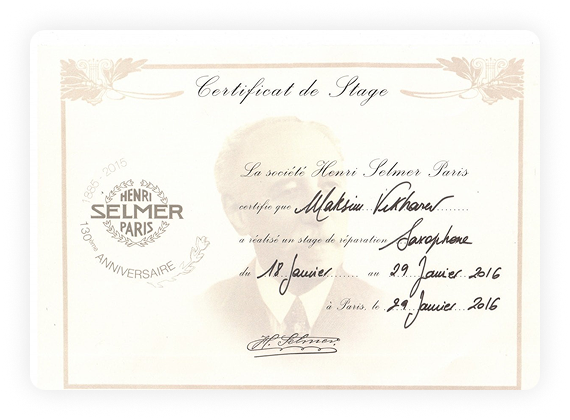 Certificat de Stage
1885 - 2015
HENRI
SELMER
PARIS
130ème ANNIVERSAIRE
La société Henri Selmer Paris
certifie que Maksim Vikharev
a réalisé un stage de réparation Saxophone
du 18 Janvier au 29 Janvier 2016
à Paris, le 29 Janvier 2016
H. Selmer